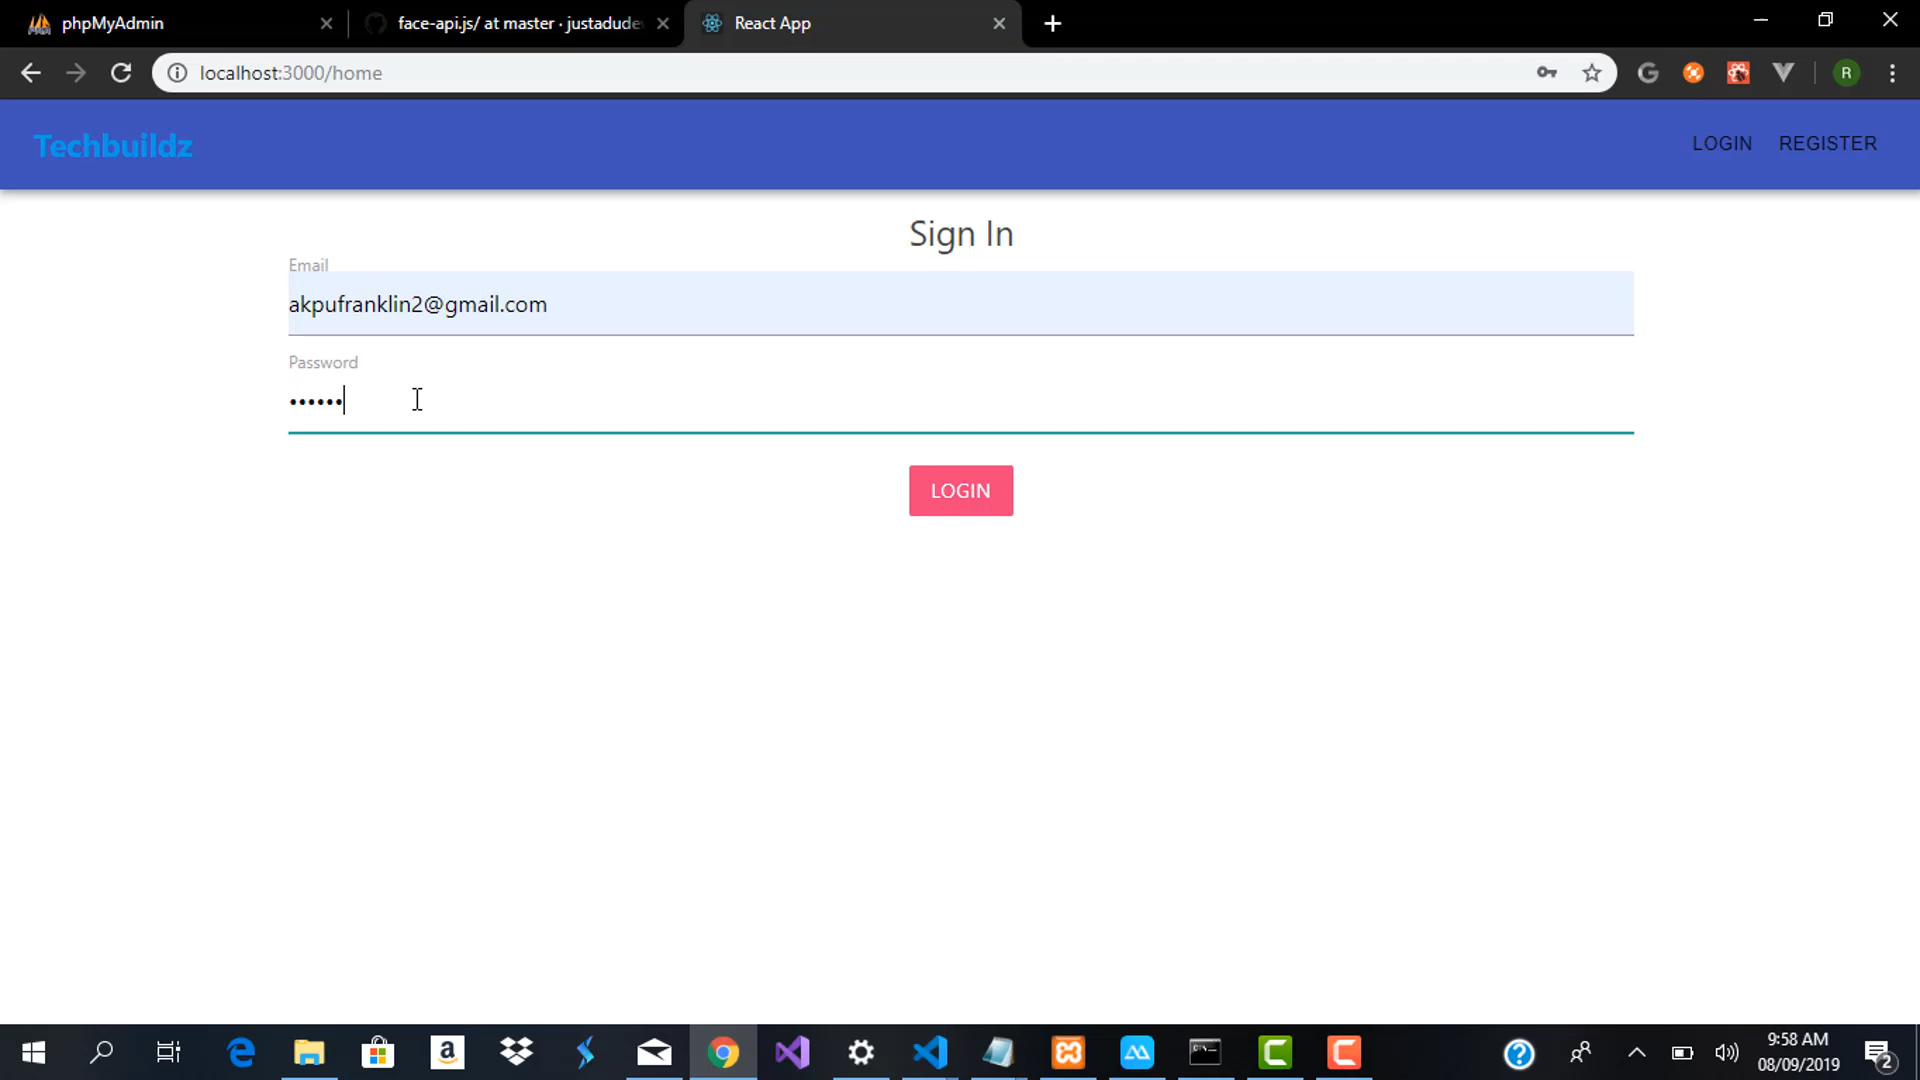 phpMyAdmin
face-api.js/ at master · justadude
React App
localhost:3000/home
R
Techbuildz
LOGIN
REGISTER
Sign In
Email
akpufranklin2@gmail.com
Password
••••••
LOGIN
9:58 AM
08/09/2019
2